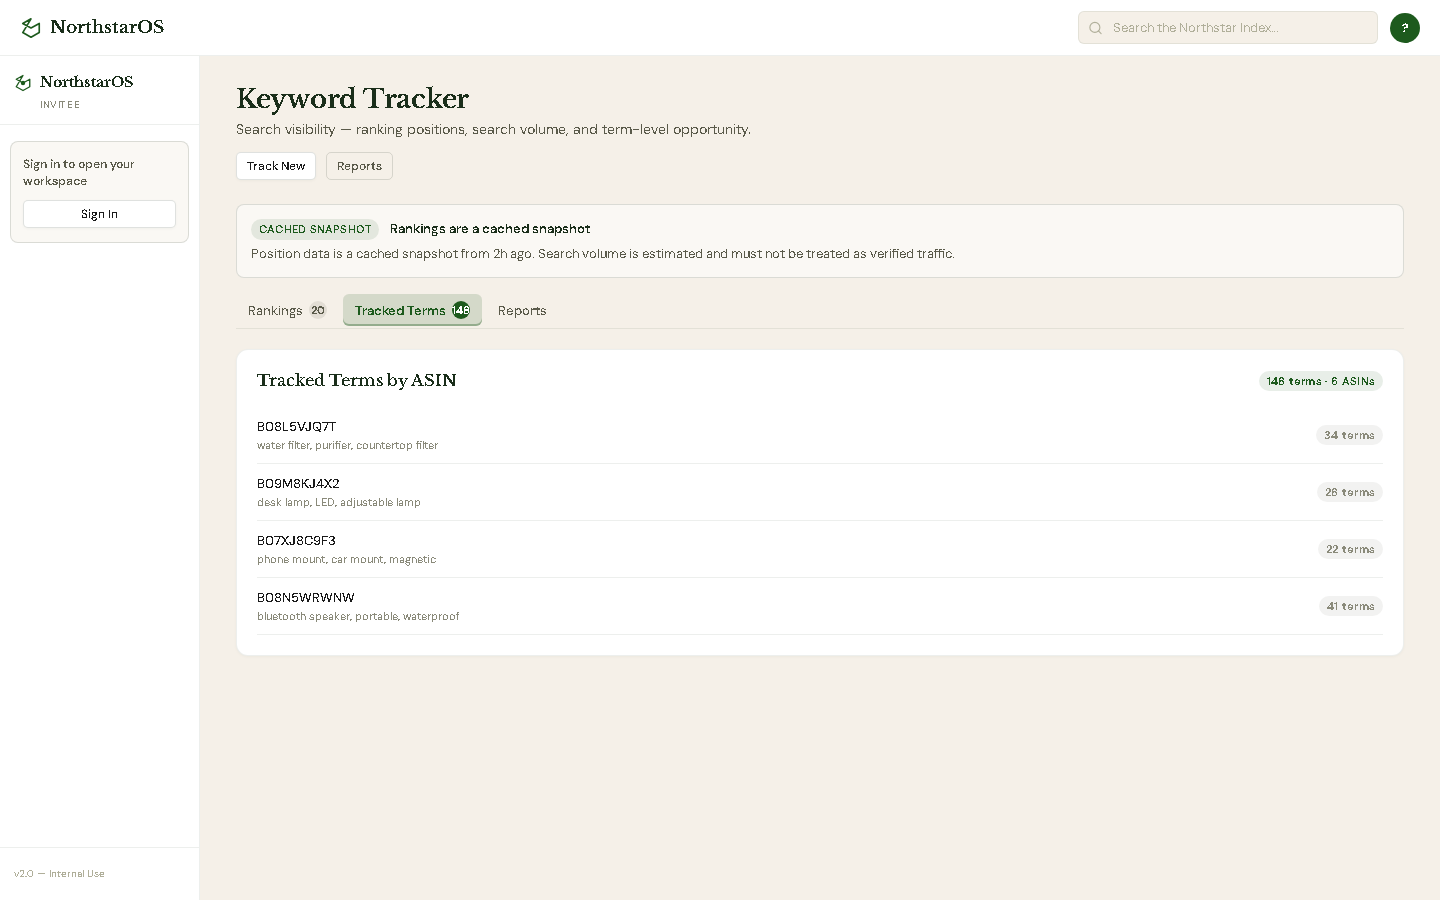 NorthstarOS
Search the Northstar Index...
?
NorthstarOS
INVITEE
Sign in to open your
workspace
Sign In
v2.0 — Internal Use
Keyword Tracker
Search visibility — ranking positions, search volume, and term-level opportunity.
Track New
Reports
CACHED SNAPSHOT Rankings are a cached snapshot
Position data is a cached snapshot from 2h ago. Search volume is estimated and must not be treated as verified traffic.
Rankings 20
Tracked Terms 148
Reports
Tracked Terms by ASIN
148 terms · 6 ASINs
B08L5VJQ7T
water filter, purifier, countertop filter
34 terms
B09M8KJ4X2
desk lamp, LED, adjustable lamp
28 terms
B07XJ8C9F3
phone mount, car mount, magnetic
22 terms
B08N5WRWNW
bluetooth speaker, portable, waterproof
41 terms